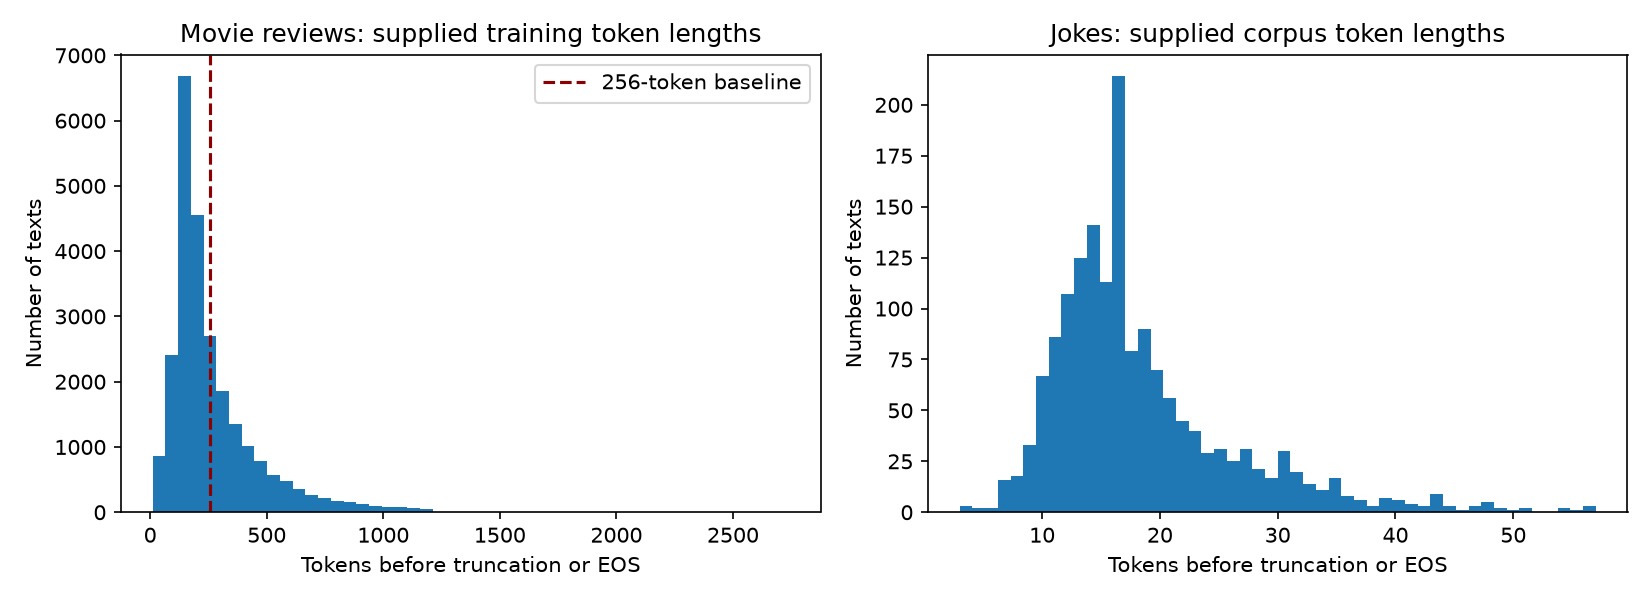 Movie reviews: supplied training token lengths
7000
6000
5000
4000
3000
2000
1000
0
Number of texts
256-token baseline
0 500 1000 1500 2000 2500
Tokens before truncation or EOS
Jokes: supplied corpus token lengths
200
175
150
125
100
75
50
25
0
Number of texts
10 20 30 40 50
Tokens before truncation or EOS